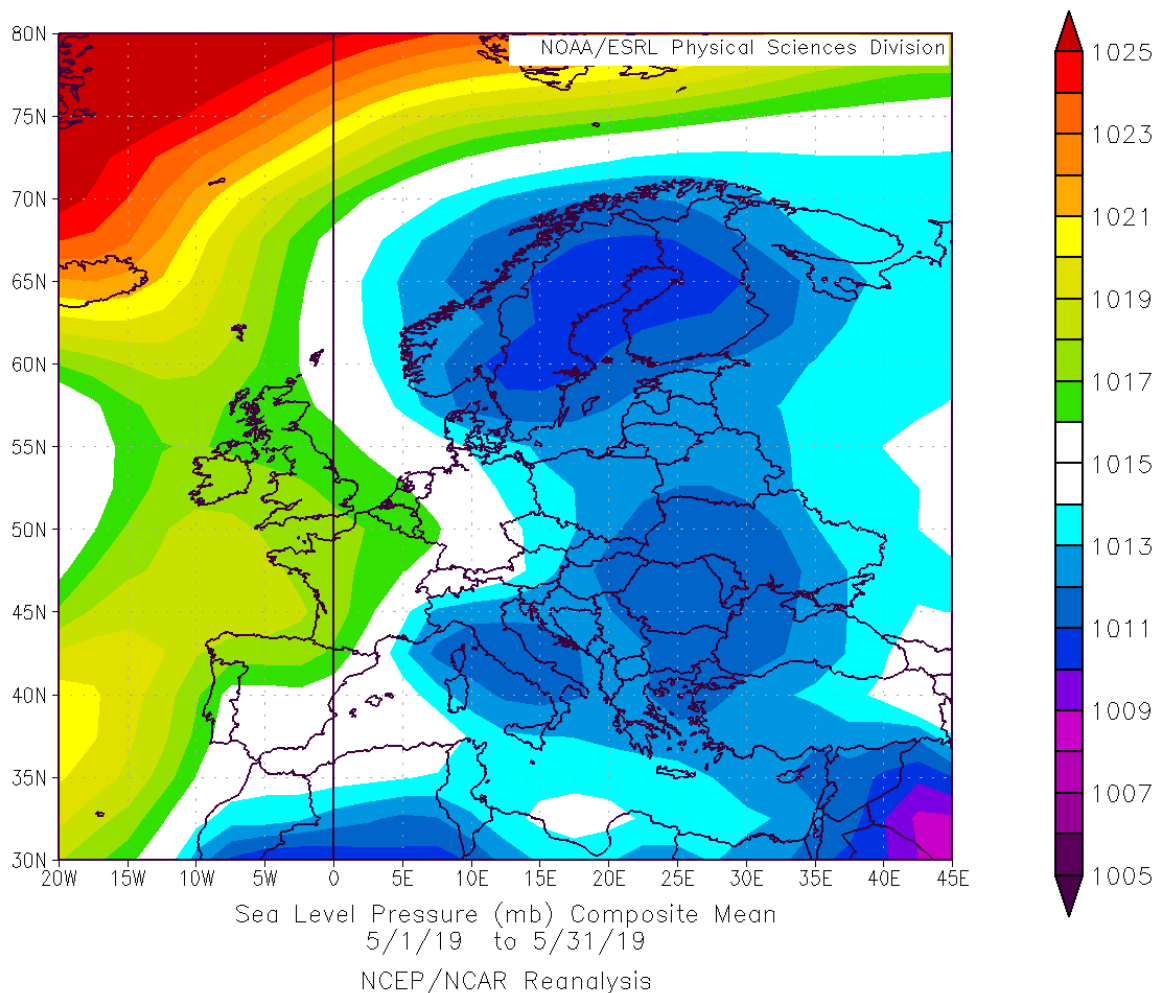 NOAA/ESRL Physical Sciences Division
80N
75N
70N
65N
60N
55N
50N
45N
40N
35N
30N
20W 15W 10W 5W 0 5E 10E 15E 20E 25E 30E 35E 40E 45E
1025
1023
1021
1019
1017
1015
1013
1011
1009
1007
1005
Sea Level Pressure (mb) Composite Mean
5/1/19 to 5/31/19
NCEP/NCAR Reanalysis